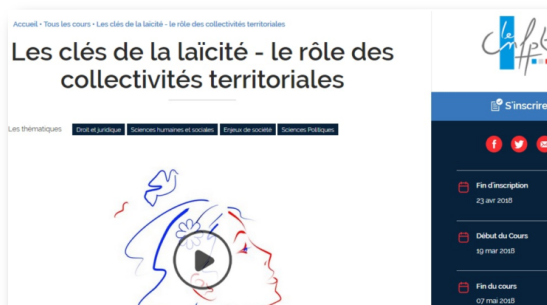 Accueil • Tous les cours • Les clés de la laïcité - le rôle des collectivités territoriales
Les clés de la laïcité - le rôle des
collectivités territoriales
Les thématiques
Droit et juridique
Sciences humaines et sociales
Enjeux de société
Sciences Politiques
S'inscrire
Fin d'inscription
23 avr 2018
Début du Cours
19 mar 2018
Fin du cours
07 mai 2018